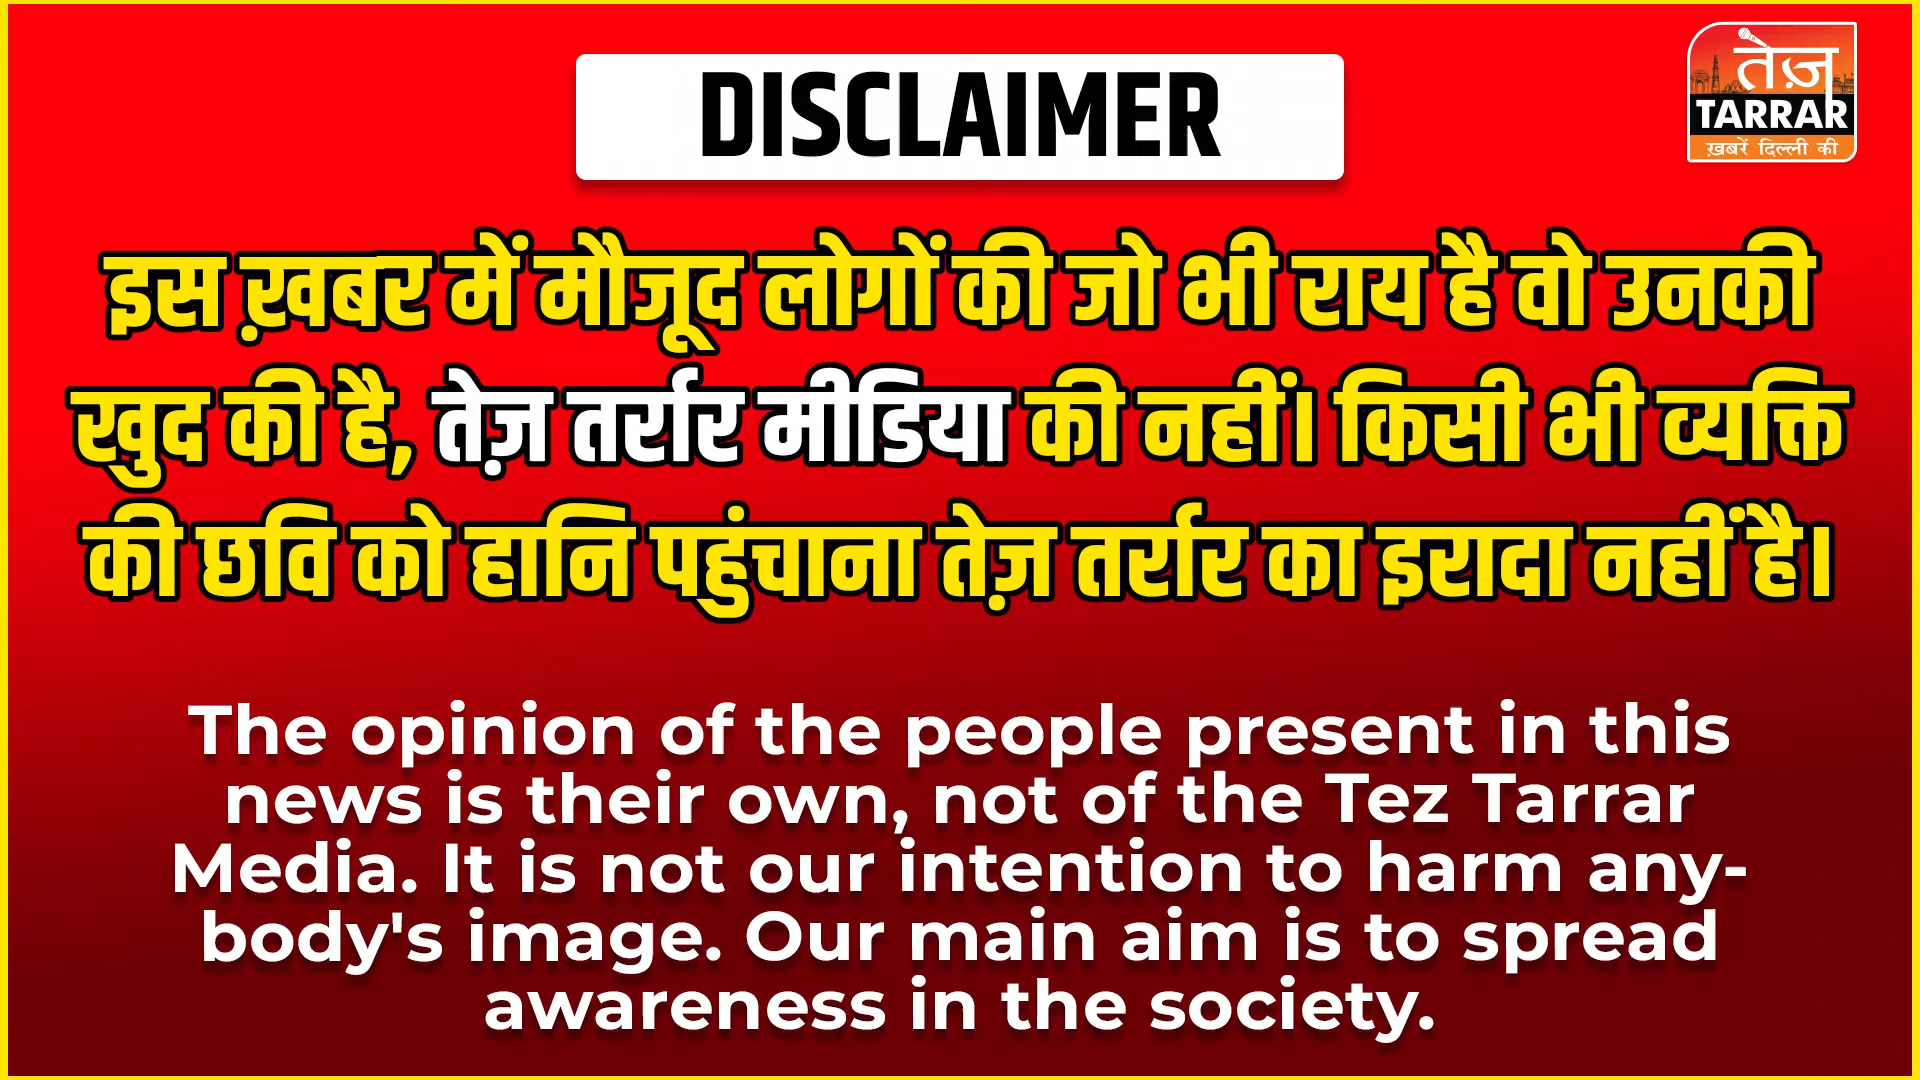 DISCLAIMER
तेज़
TARRAR
ख़बरें दिल्ली की
इस ख़बर में मौजूद लोगों की जो भी राय है वो उनकी
खुद की है, तेज़ तर्रार मीडिया की नहीं। किसी भी व्यक्ति
की छवि को हानि पहुंचाना तेज़ तर्रार का इरादा नहीं है।
The opinion of the people present in this
news is their own, not of the Tez Tarrar
Media. It is not our intention to harm any-
body's image. Our main aim is to spread
awareness in the society.